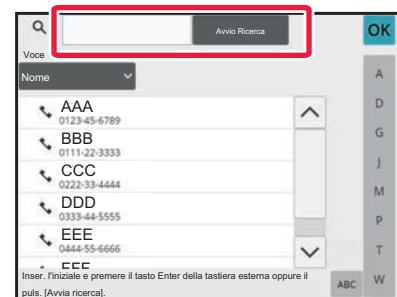 Avvio Ricerca
OK
Voce
Nome
A
AAA
0123-45-6789
D
BBB
0111-22-3333
G
CCC
0222-33-4444
J
M
DDD
0333-44-5555
P
EEE
0444-55-6666
T
EEE
Inser. l'iniziale e premere il tasto Enter della tastiera esterna oppure il
puls. [Avvia ricerca].
ABC
W